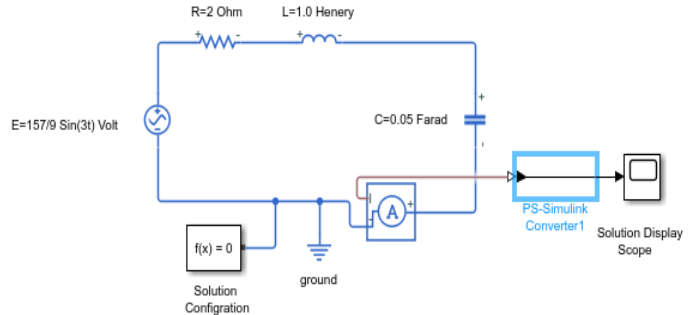 R=2 Ohm
L=1.0 Henery
E=157/9 Sin(3t) Volt
C=0.05 Farad
I
A
f(x) = 0
PS-Simulink
Converter1
Solution Display
Scope
ground
Solution
Configration